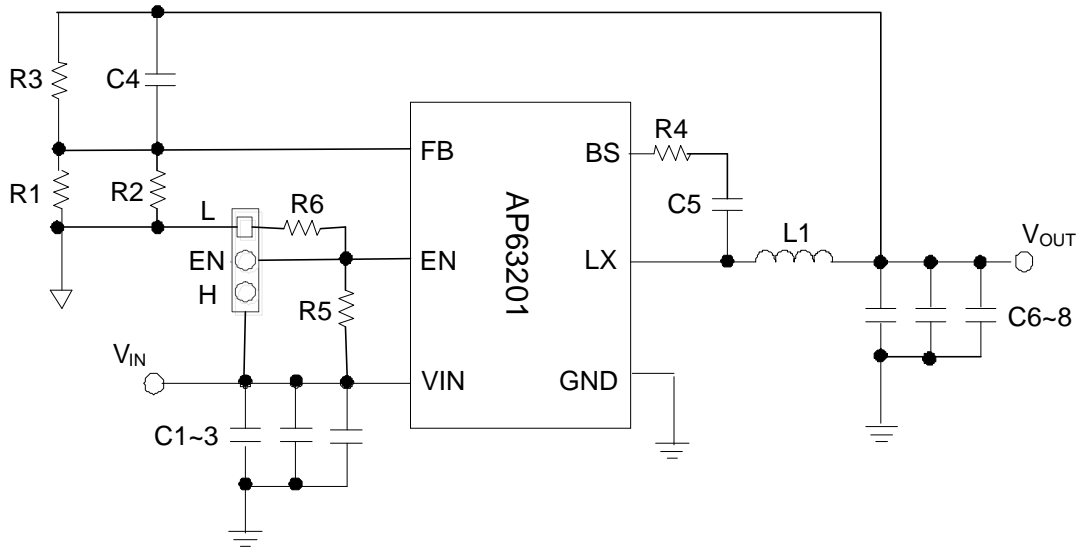 R3
C4
R4
FB
BS
R1
R2
C5
L
R6
L1
VOUT
EN
EN
LX
AP63201
H
R5
C6~8
VIN
VIN
GND
C1~3